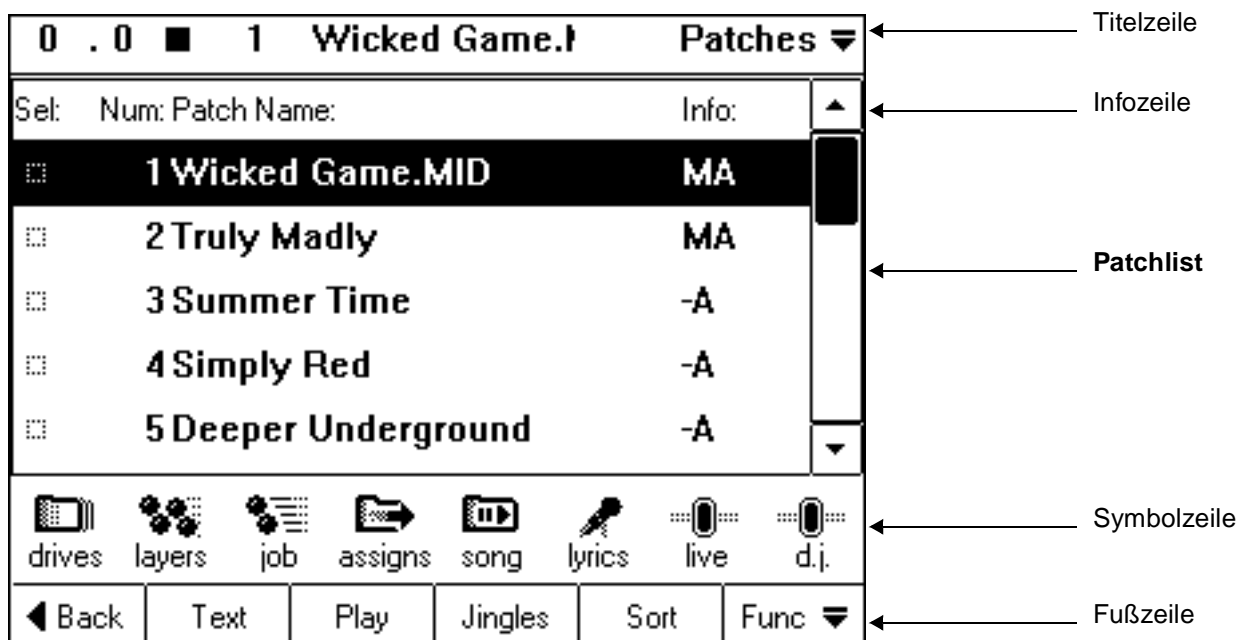 0 . 0 ■ 1 Wicked Game.M Patches
Titelzeile
Sel: Num: Patch Name: Info:
Infozeile
1 Wicked Game.MID MA
2 Truly Madly MA
Patchlist
3 Summer Time -A
4 Simply Red -A
5 Deeper Underground -A
drives layers job assigns song lyrics live d.j.
Symbolzeile
Back Text Play Jingles Sort Func
Fußzeile